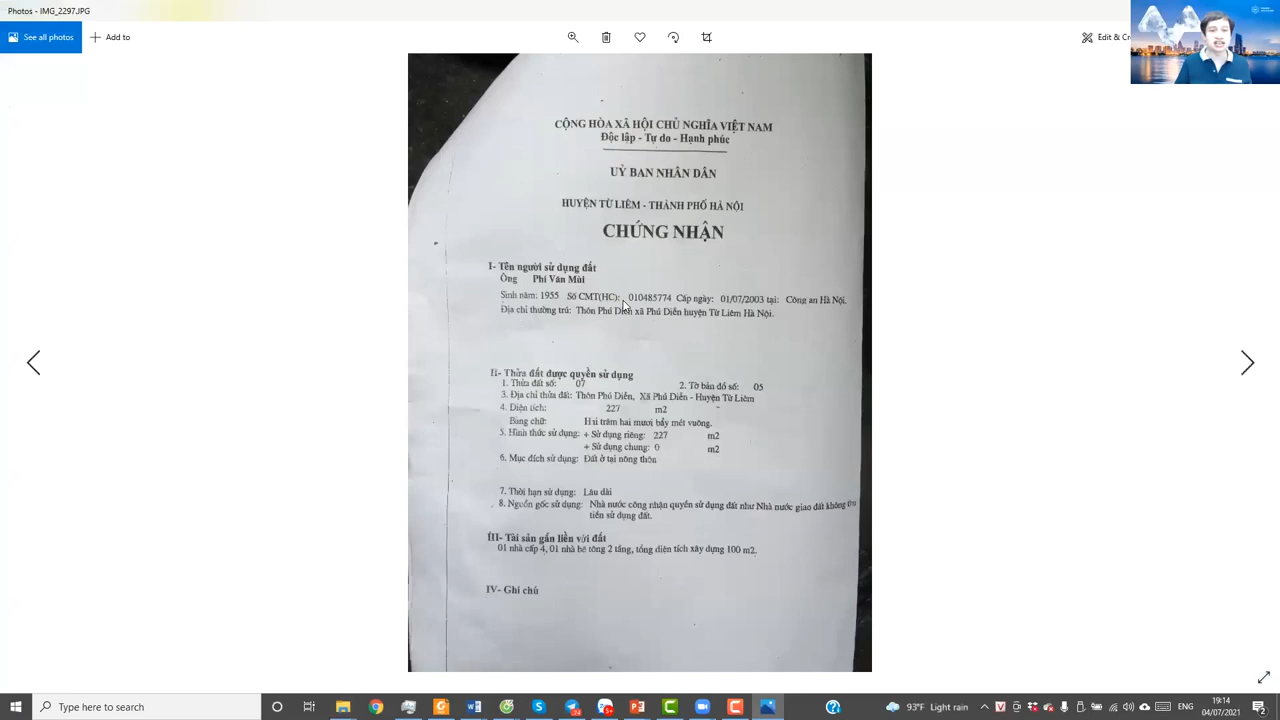 Photos - IMG_2297.JPG
See all photos
Add to
Edit & Cr
CỘNG HÒA XÃ HỘI CHỦ NGHĨA VIỆT NAM
Độc lập - Tự do - Hạnh phúc
UỶ BAN NHÂN DÂN
HUYỆN TỪ LIÊM - THÀNH PHỐ HÀ NỘI
CHỨNG NHẬN
I- Tên người sử dụng đất
Ông Phí Văn Mùi
Sinh năm: 1955 Số CMT(HC): 010485774 Cấp ngày: 01/07/2003 tại: Công an Hà Nội.
Địa chỉ thường trú: Thôn Phú Diễn xã Phú Diễn huyện Từ Liêm Hà Nội.
II- Thửa đất được quyền sử dụng
1. Thửa đất số: 07 2. Tờ bản đồ số: 05
3. Địa chỉ thửa đất: Thôn Phú Diễn, Xã Phú Diễn - Huyện Từ Liêm
4. Diện tích: 227 m2
Bằng chữ: Hai trăm hai mươi bẩy mét vuông.
5. Hình thức sử dụng: + Sử dụng riêng: 227 m2
+ Sử dụng chung: 0 m2
6. Mục đích sử dụng: Đất ở tại nông thôn
7. Thời hạn sử dụng: Lâu dài
8. Nguồn gốc sử dụng: Nhà nước công nhận quyền sử dụng đất như Nhà nước giao đất không thu
tiền sử dụng đất.
III- Tài sản gắn liền với đất
01 nhà cấp 4, 01 nhà bê tông 2 tầng, tổng diện tích xây dựng 100 m2.
IV- Ghi chú
Type here to search
93°F Light rain
ENG
19:14
04/07/2021